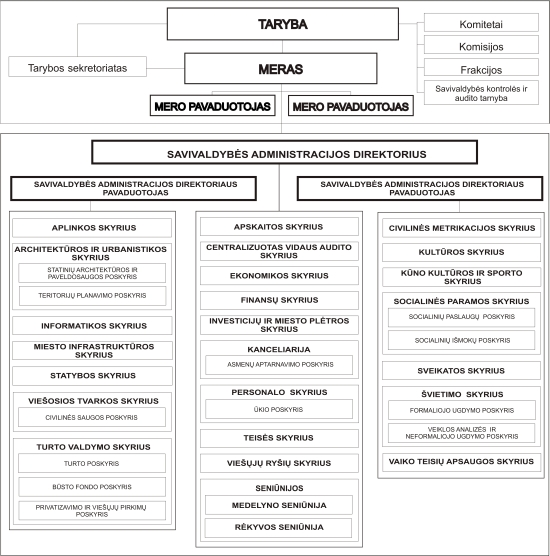 TARYBA
Komitetai
Komisijos
Tarybos sekretoriatas
MERAS
Frakcijos
Savivaldybės kontrolės ir
audito tarnyba
MERO PAVADUOTOJAS
MERO PAVADUOTOJAS
SAVIVALDYBĖS ADMINISTRACIJOS DIREKTORIUS
SAVIVALDYBĖS ADMINISTRACIJOS DIREKTORIAUS
PAVADUOTOJAS
SAVIVALDYBĖS ADMINISTRACIJOS DIREKTORIAUS
PAVADUOTOJAS
APLINKOS SKYRIUS
ARCHITEKTŪROS IR URBANISTIKOS
SKYRIUS
STATINIŲ ARCHITEKTŪROS IR
PAVELDOSAUGOS POSKYRIS
TERITORIJŲ PLANAVIMO POSKYRIS
INFORMATIKOS SKYRIUS
MIESTO INFRASTRUKTŪROS
SKYRIUS
STATYBOS SKYRIUS
VIEŠOSIOS TVARKOS SKYRIUS
CIVILINĖS SAUGOS POSKYRIS
TURTO VALDYMO SKYRIUS
TURTO POSKYRIS
BŪSTO FONDO POSKYRIS
PRIVATIZAVIMO IR VIEŠŲJŲ PIRKIMŲ
POSKYRIS
APSKAITOS SKYRIUS
CENTRALIZUOTAS VIDAUS AUDITO
SKYRIUS
EKONOMIKOS SKYRIUS
FINANSŲ SKYRIUS
INVESTICIJŲ IR MIESTO PLĖTROS
SKYRIUS
KANCELIARIJA
ASMENŲ APTARNAVIMO POSKYRIS
PERSONALO SKYRIUS
ŪKIO POSKYRIS
TEISĖS SKYRIUS
VIEŠŲJŲ RYŠIŲ SKYRIUS
SENIŪNIJOS
MEDELYNO SENIŪNIJA
RĖKYVOS SENIŪNIJA
CIVILINĖS METRIKACIJOS SKYRIUS
KULTŪROS SKYRIUS
KŪNO KULTŪROS IR SPORTO
SKYRIUS
SOCIALINĖS PARAMOS SKYRIUS
SOCIALINIŲ PASLAUGŲ POSKYRIS
SOCIALINIŲ IŠMOKŲ POSKYRIS
SVEIKATOS SKYRIUS
ŠVIETIMO SKYRIUS
FORMALIOJO UGDYMO POSKYRIS
VEIKLOS ANALIZĖS IR
NEFORMALIOJO UGDYMO POSKYRIS
VAIKO TEISIŲ APSAUGOS SKYRIUS